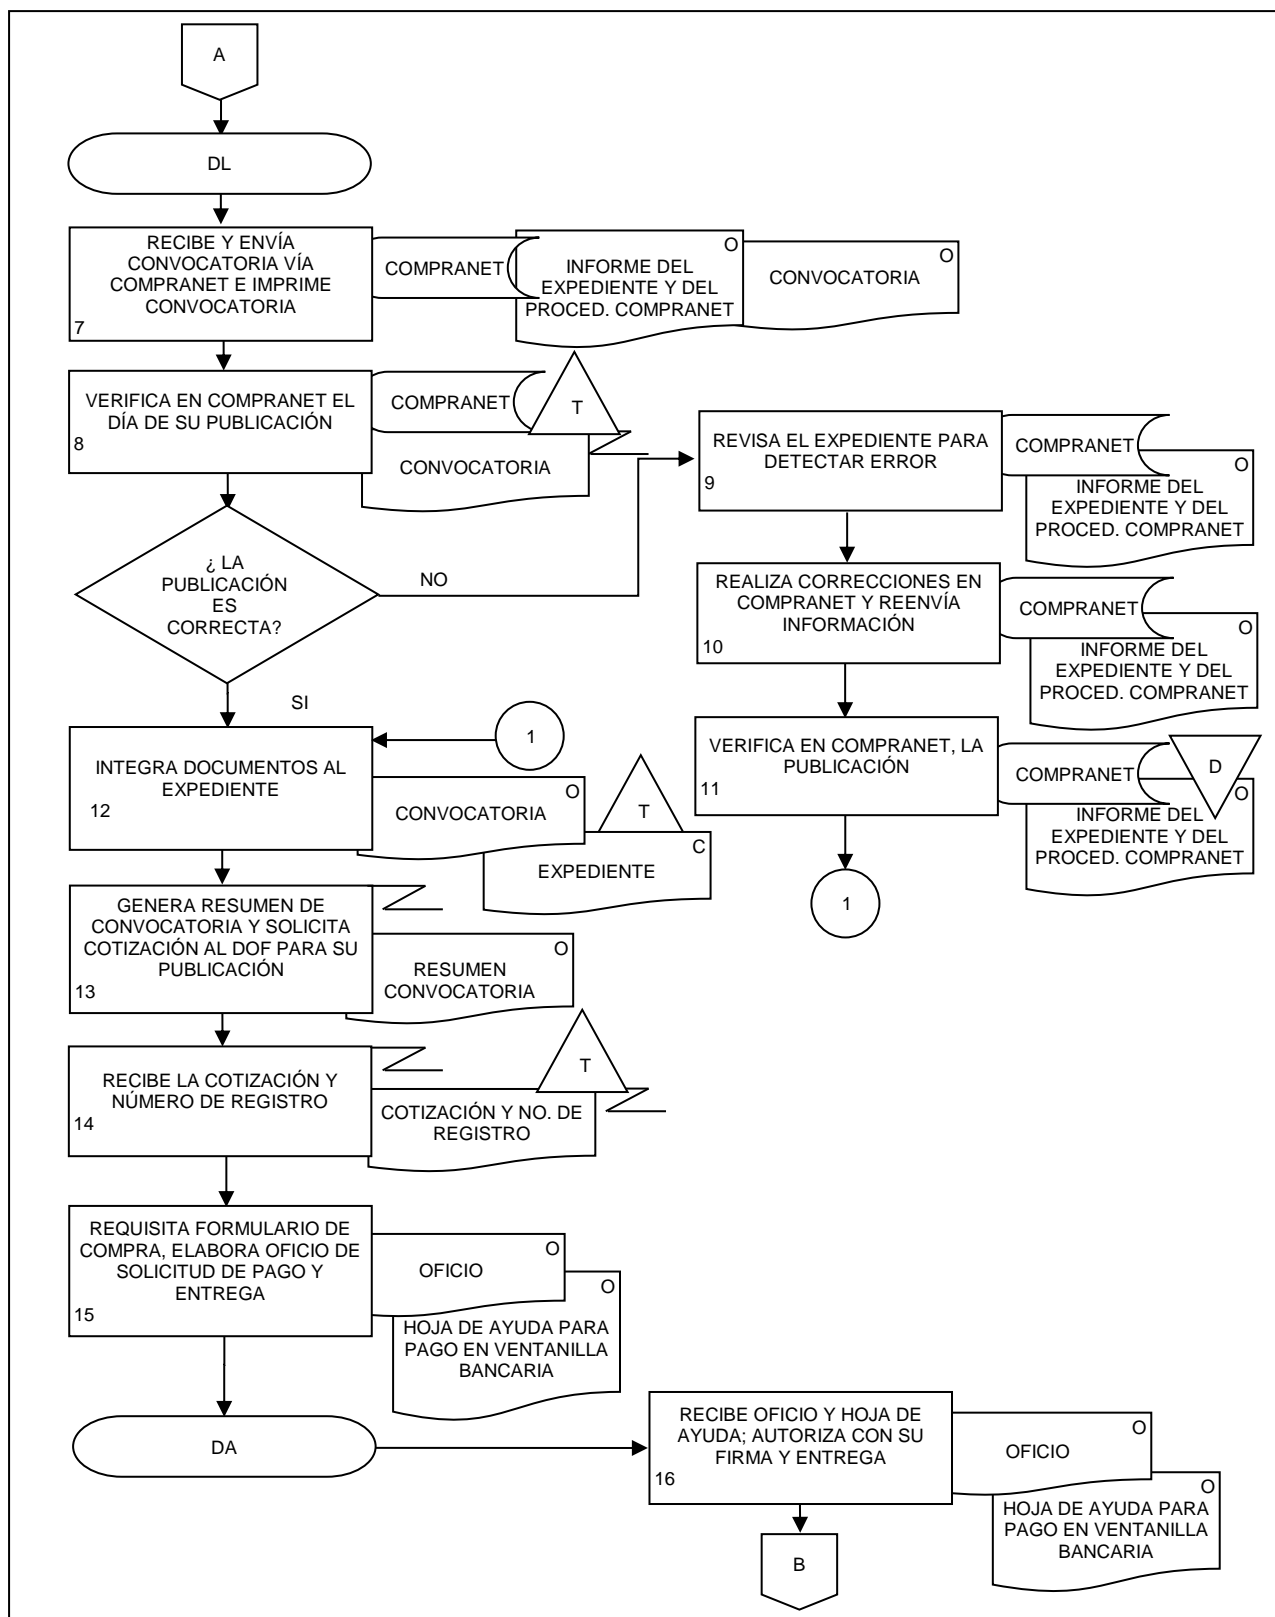 A
DL
RECIBE Y ENVÍA
CONVOCATORIA VÍA
COMPRANET E IMPRIME
CONVOCATORIA
7
COMPRANET
O
INFORME DEL
EXPEDIENTE Y DEL
PROCED. COMPRANET
O
CONVOCATORIA
VERIFICA EN COMPRANET EL
DÍA DE SU PUBLICACIÓN
8
COMPRANET
T
CONVOCATORIA
¿ LA
PUBLICACIÓN
ES
CORRECTA?
NO
SI
REVISA EL EXPEDIENTE PARA
DETECTAR ERROR
9
COMPRANET
O
INFORME DEL
EXPEDIENTE Y DEL
PROCED. COMPRANET
REALIZA CORRECCIONES EN
COMPRANET Y REENVÍA
INFORMACIÓN
10
COMPRANET
O
INFORME DEL
EXPEDIENTE Y DEL
PROCED. COMPRANET
VERIFICA EN COMPRANET, LA
PUBLICACIÓN
11
COMPRANET
D
O
INFORME DEL
EXPEDIENTE Y DEL
PROCED. COMPRANET
1
1
INTEGRA DOCUMENTOS AL
EXPEDIENTE
12
O
CONVOCATORIA
T
C
EXPEDIENTE
GENERA RESUMEN DE
CONVOCATORIA Y SOLICITA
COTIZACIÓN AL DOF PARA SU
PUBLICACIÓN
13
O
RESUMEN
CONVOCATORIA
RECIBE LA COTIZACIÓN Y
NÚMERO DE REGISTRO
14
T
COTIZACIÓN Y NO. DE
REGISTRO
REQUISITA FORMULARIO DE
COMPRA, ELABORA OFICIO DE
SOLICITUD DE PAGO Y
ENTREGA
15
O
OFICIO
O
HOJA DE AYUDA PARA
PAGO EN VENTANILLA
BANCARIA
DA
RECIBE OFICIO Y HOJA DE
AYUDA; AUTORIZA CON SU
FIRMA Y ENTREGA
16
O
OFICIO
O
HOJA DE AYUDA PARA
PAGO EN VENTANILLA
BANCARIA
B